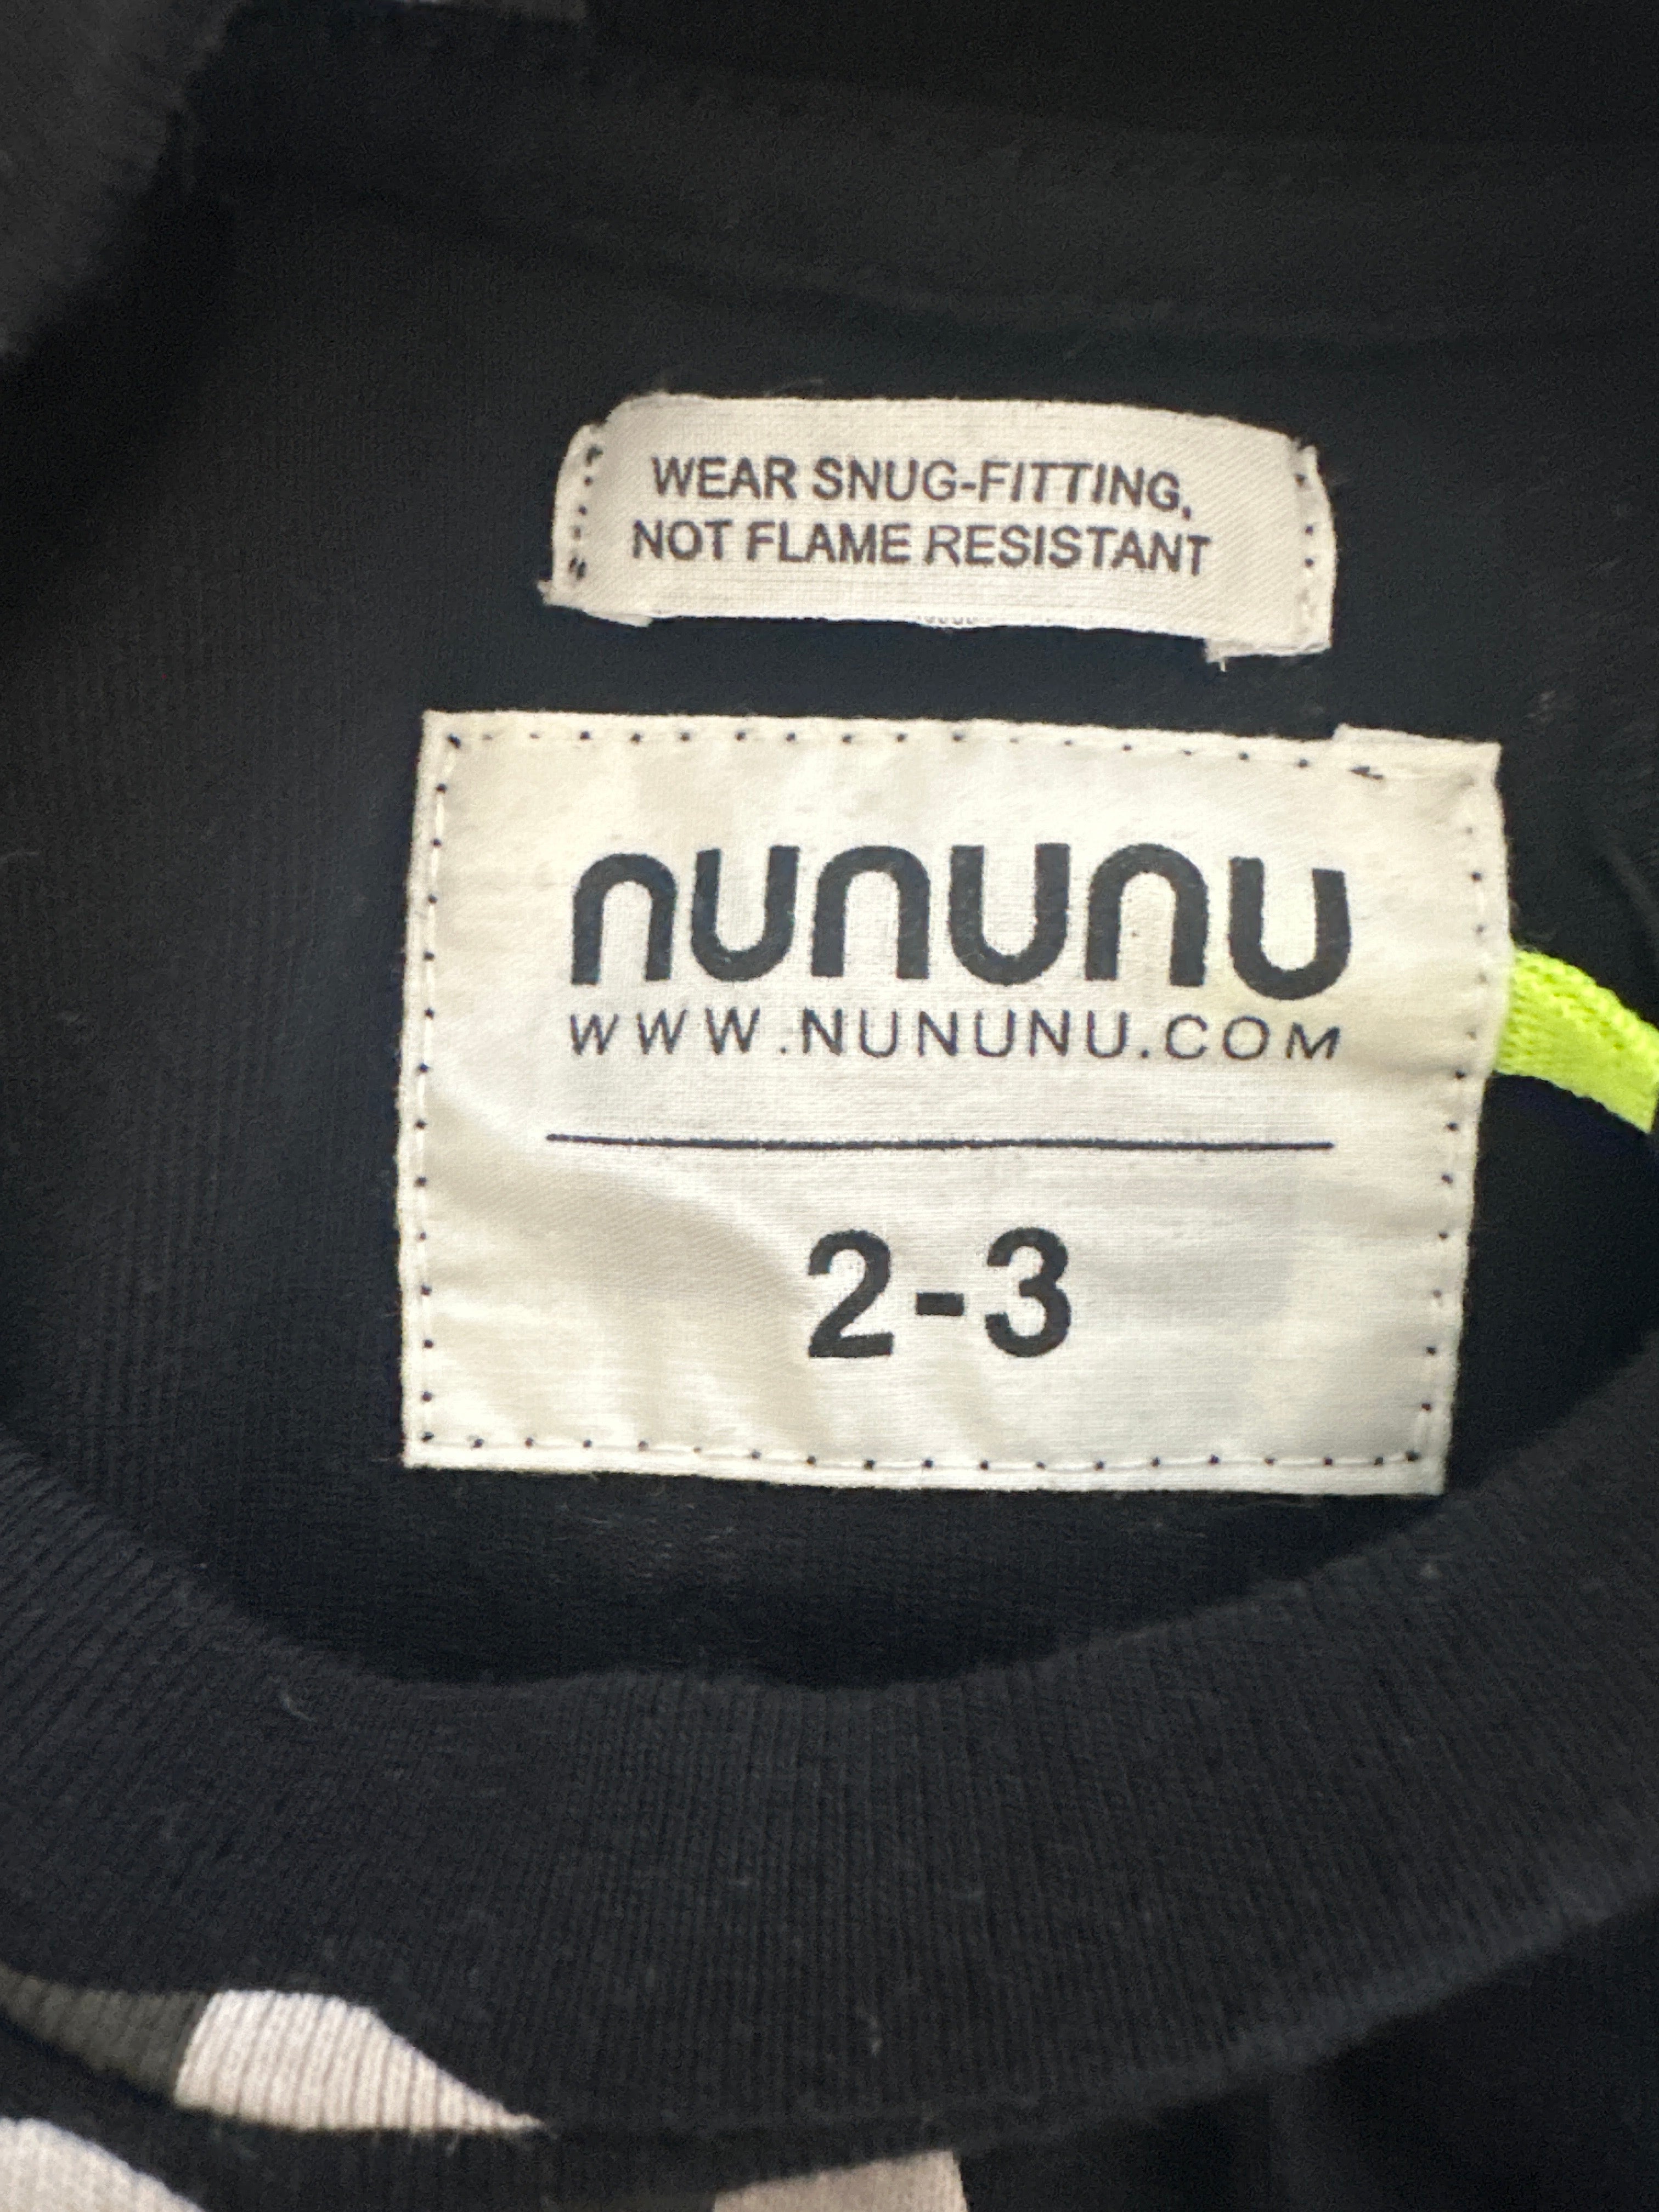 WEAR SNUG-FITTING,
NOT FLAME RESISTANT
nununu
WWW.NUNUNU.COM
2-3